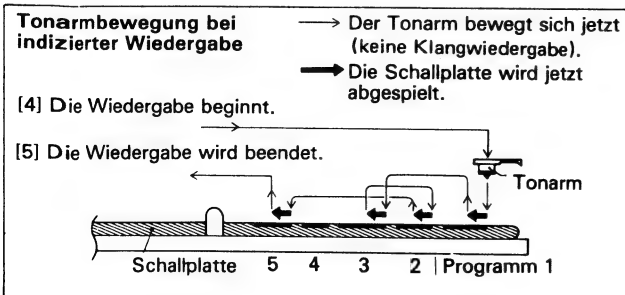 Tonarmbewegung bei
indizierter Wiedergabe
→ Der Tonarm bewegt sich jetzt
(keine Klangwiedergabe).
➡ Die Schallplatte wird jetzt
abgespielt.
[4] Die Wiedergabe beginnt.
[5] Die Wiedergabe wird beendet.
Tonarm
Schallplatte 5 4 3 2 | Programm 1